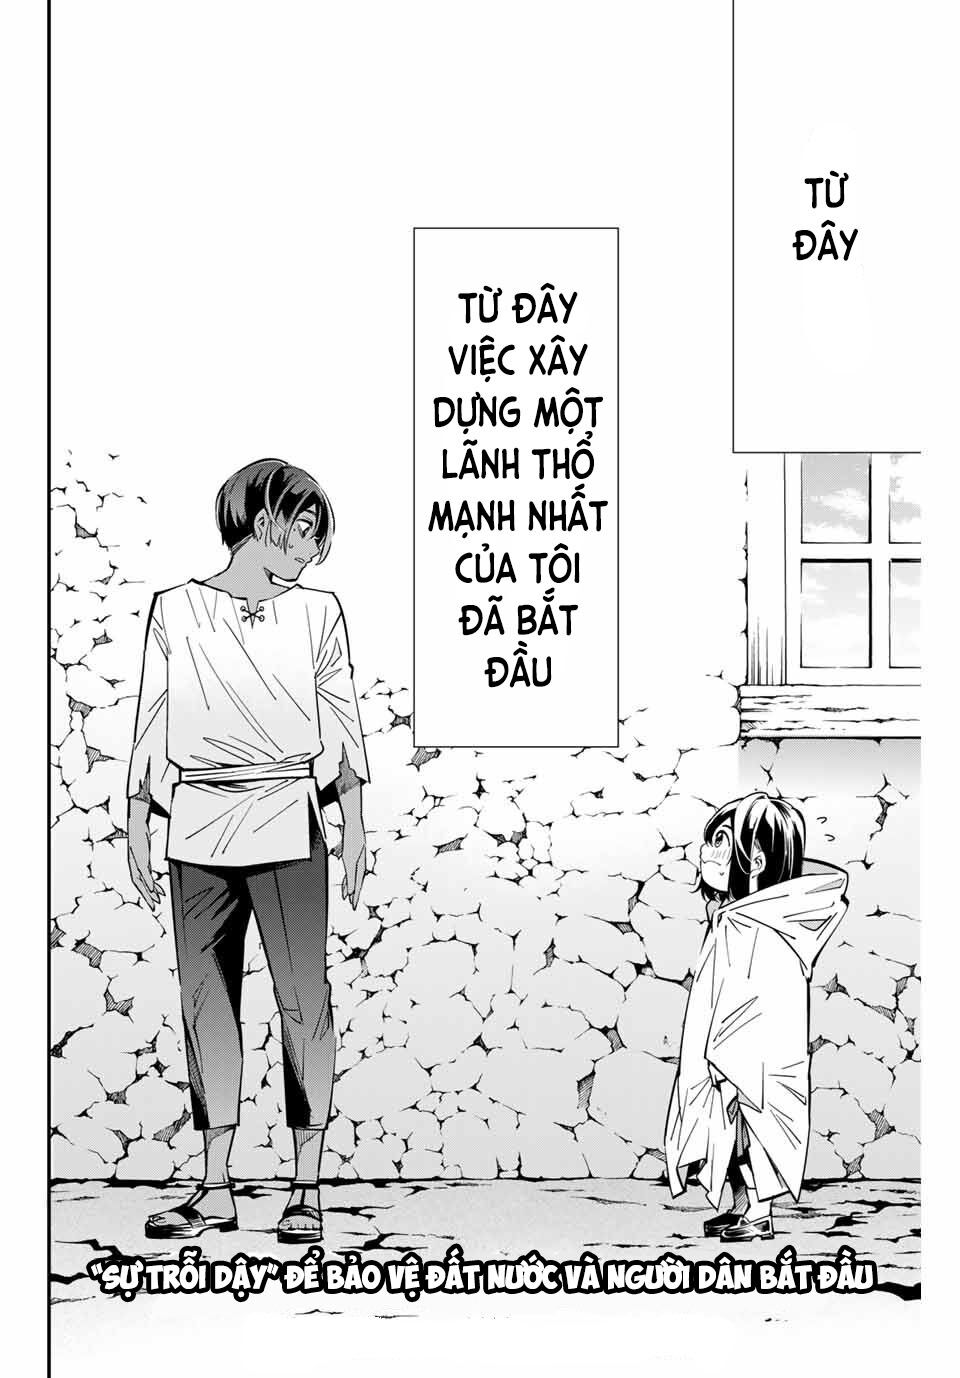 TỪ
ĐÂY
TỪ ĐÂY
VIỆC XÂY
DỰNG MỘT
LÃNH THỔ
MẠNH NHẤT
CỦA TÔI
ĐÃ BẮT
ĐẦU
"SỰ TRỖI DẬY" ĐỂ BẢO VỆ ĐẤT NƯỚC VÀ NGƯỜI DÂN BẮT ĐẦU